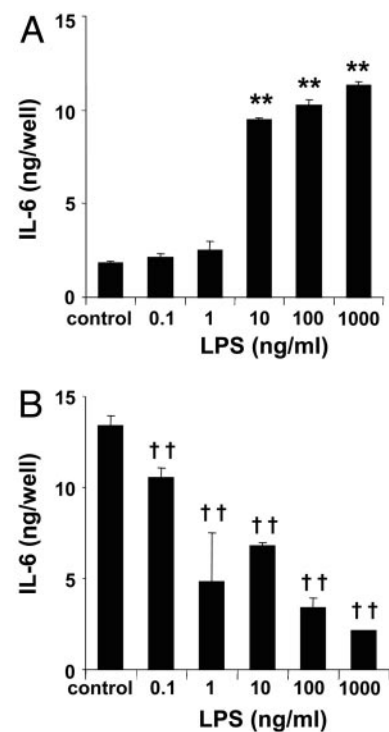 A
15
10
5
0
IL-6 (ng/well)
** ** **
control 0.1 1 10 100 1000
LPS (ng/ml)
B
15
10
5
0
IL-6 (ng/well)
††
††
††
††
††
control 0.1 1 10 100 1000
LPS (ng/ml)